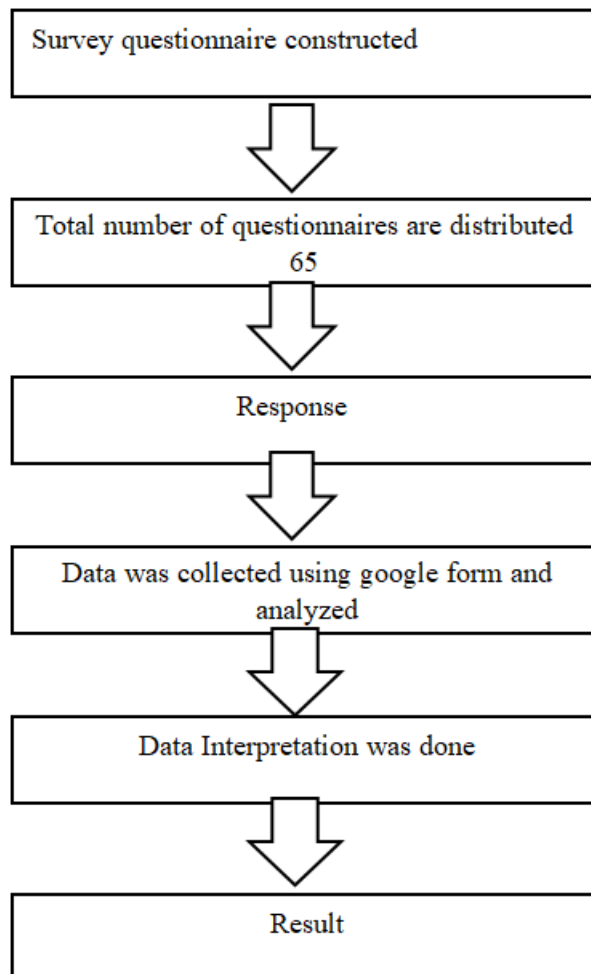 Survey questionnaire constructed
Total number of questionnaires are distributed
65
Response
Data was collected using google form and
analyzed
Data Interpretation was done
Result